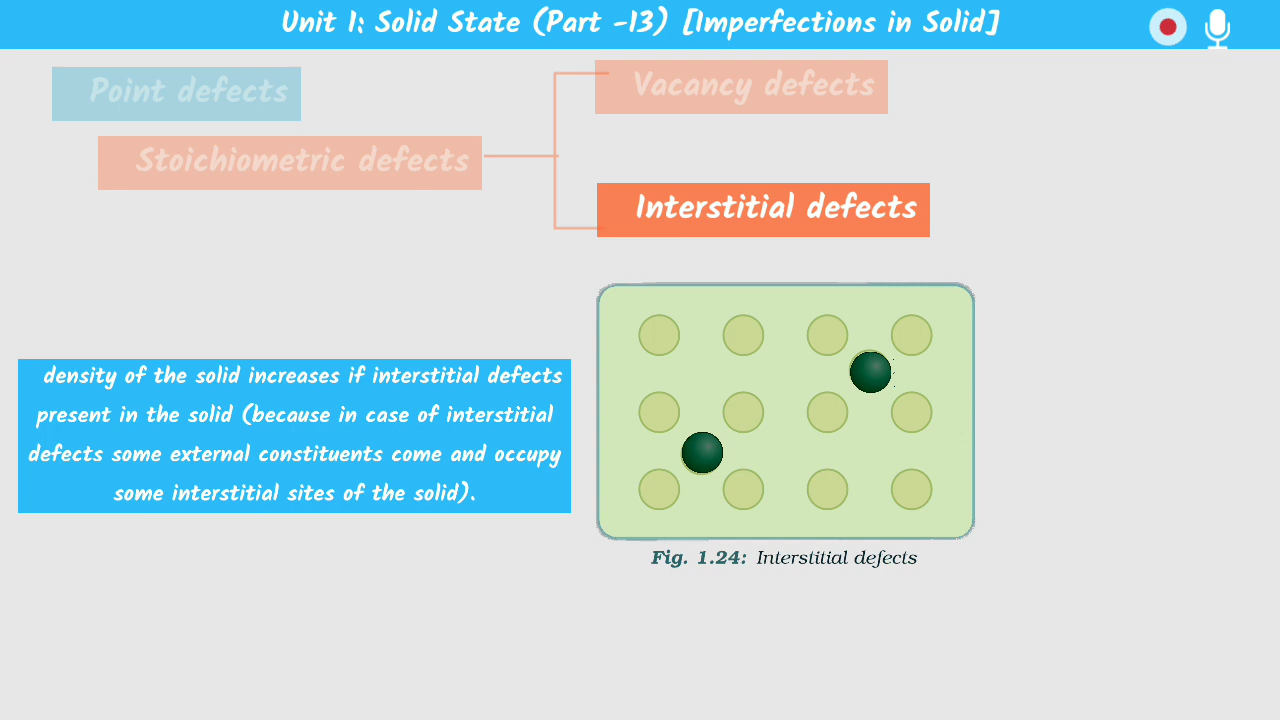 Unit 1: Solid State (Part -13) [Imperfections in Solid]
Point defects
Vacancy defects
Stoichiometric defects
Interstitial defects
density of the solid increases if interstitial defects
present in the solid (because in case of interstitial
defects some external constituents come and occupy
some interstitial sites of the solid).
Fig. 1.24: Interstitial defects